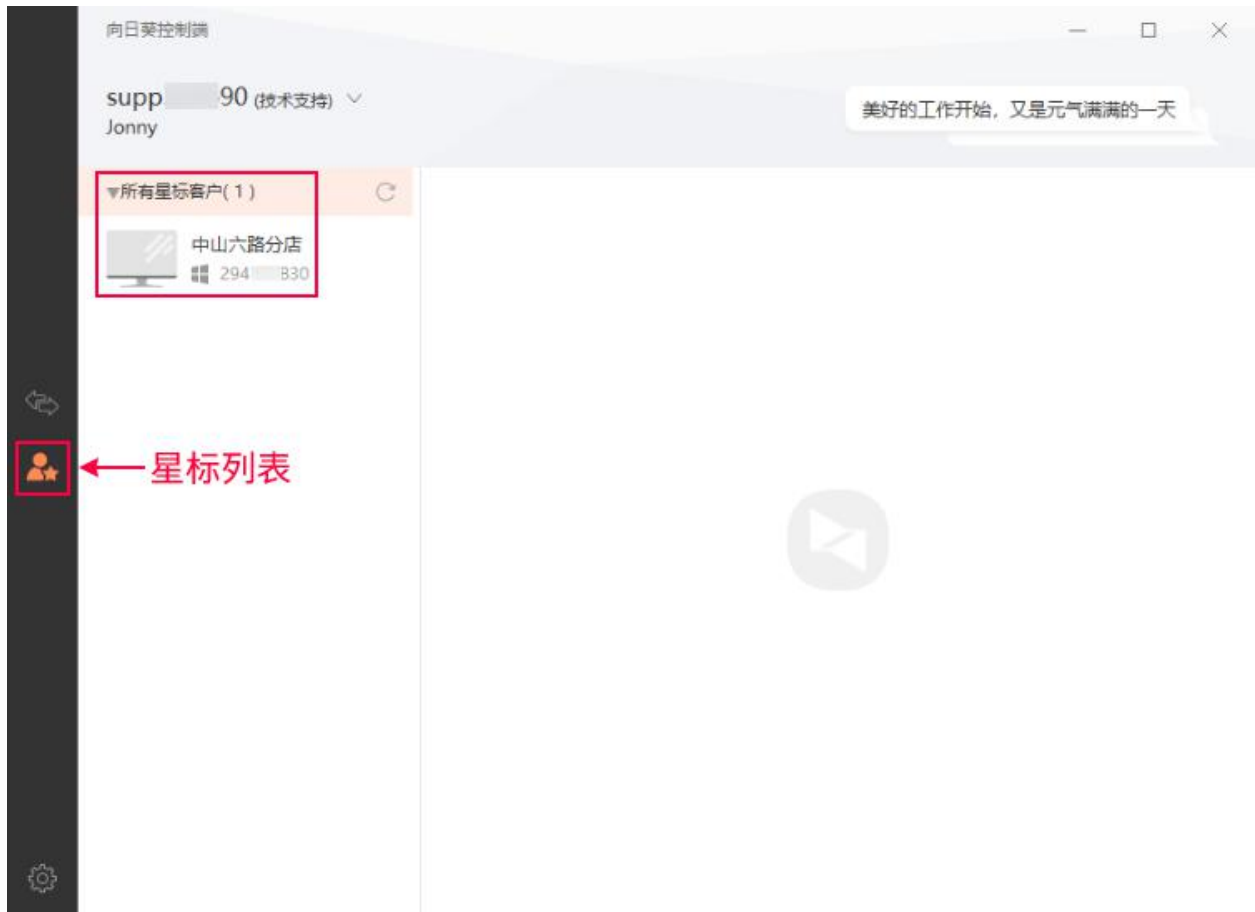 向日葵控制端
supp 90 (技术支持)
Jonny
美好的工作开始，又是元气满满的一天
▼所有星标客户( 1 )
中山六路分店
294 830
星标列表